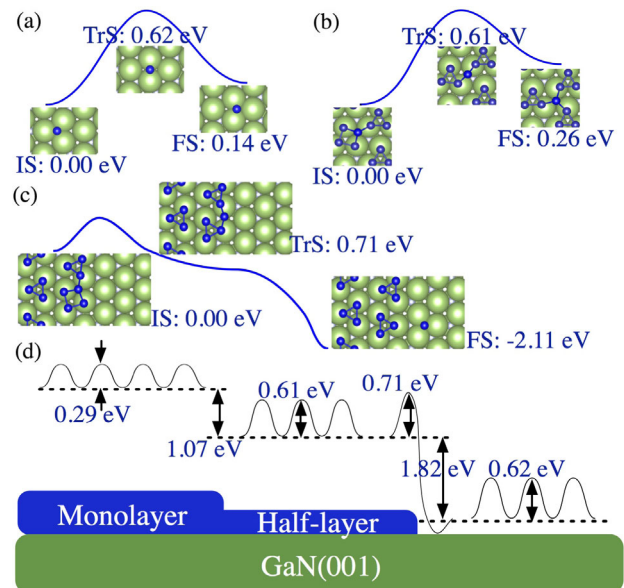 (a)
TrS: 0.62 eV
IS: 0.00 eV
FS: 0.14 eV
(b)
TrS: 0.61 eV
IS: 0.00 eV
FS: 0.26 eV
(c)
TrS: 0.71 eV
IS: 0.00 eV
FS: -2.11 eV
(d)
0.29 eV
1.07 eV
0.61 eV
0.71 eV
1.82 eV
0.62 eV
Monolayer
Half-layer
GaN(001)